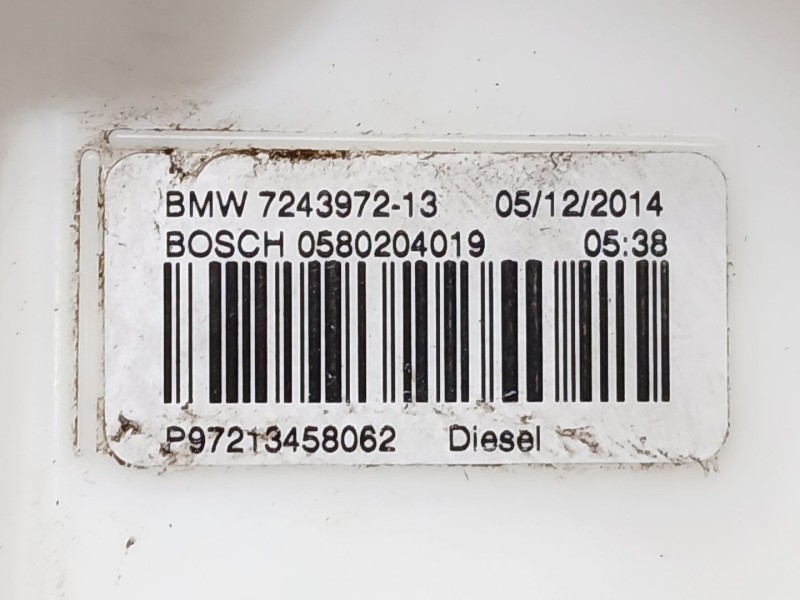 BMW 7243972-13 05/12/2014
BOSCH 0580204019 05:38
P97213458062 Diesel